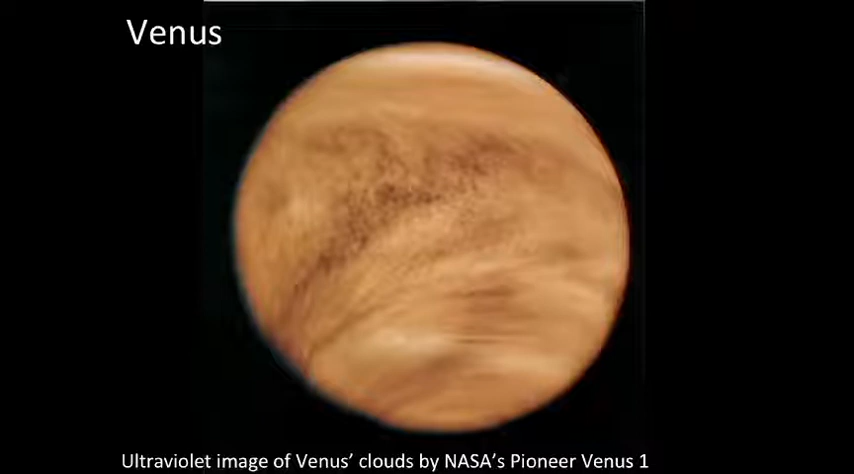 Venus
Ultraviolet image of Venus’ clouds by NASA’s Pioneer Venus 1